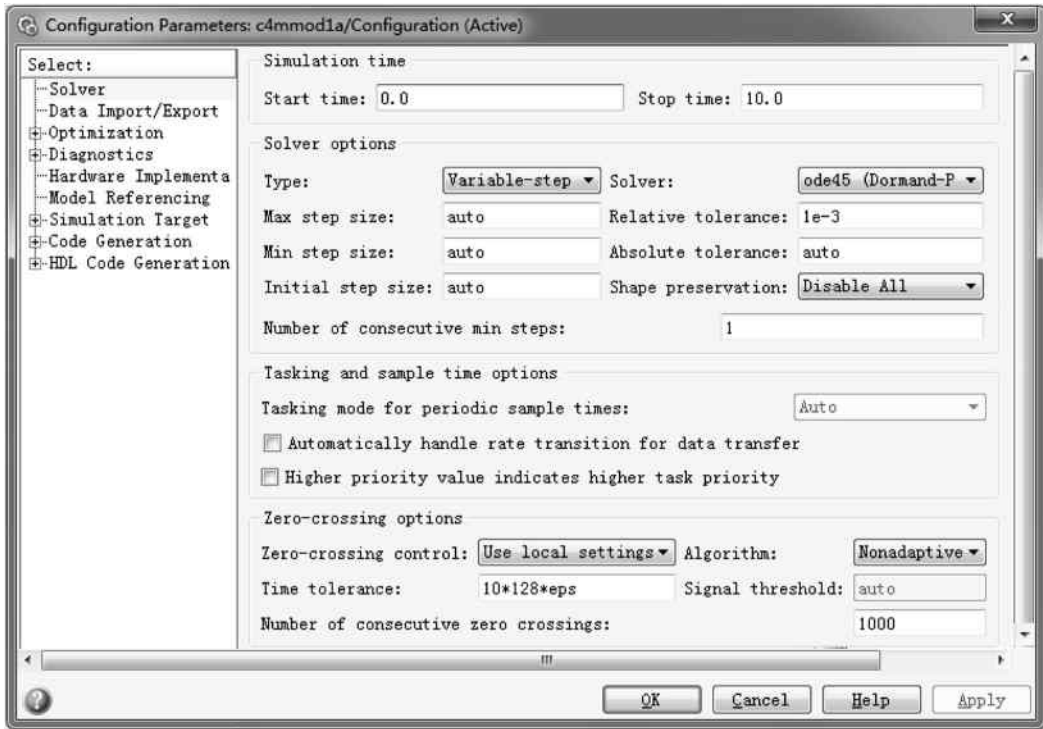 Configuration Parameters: c4mmod1a/Configuration (Active)
Select:
Solver
Data Import/Export
Optimization
Diagnostics
Hardware Implementa
Model Referencing
Simulation Target
Code Generation
HDL Code Generation
Simulation time
Start time: 0.0 Stop time: 10.0
Solver options
Type: Variable-step Solver: ode45 (Dormand-P
Max step size: auto Relative tolerance: 1e-3
Min step size: auto Absolute tolerance: auto
Initial step size: auto Shape preservation: Disable All
Number of consecutive min steps: 1
Tasking and sample time options
Tasking mode for periodic sample times: Auto
Automatically handle rate transition for data transfer
Higher priority value indicates higher task priority
Zero-crossing options
Zero-crossing control: Use local settings Algorithm: Nonadaptive
Time tolerance: 10*128*eps Signal threshold: auto
Number of consecutive zero crossings: 1000
OK Cancel Help Apply